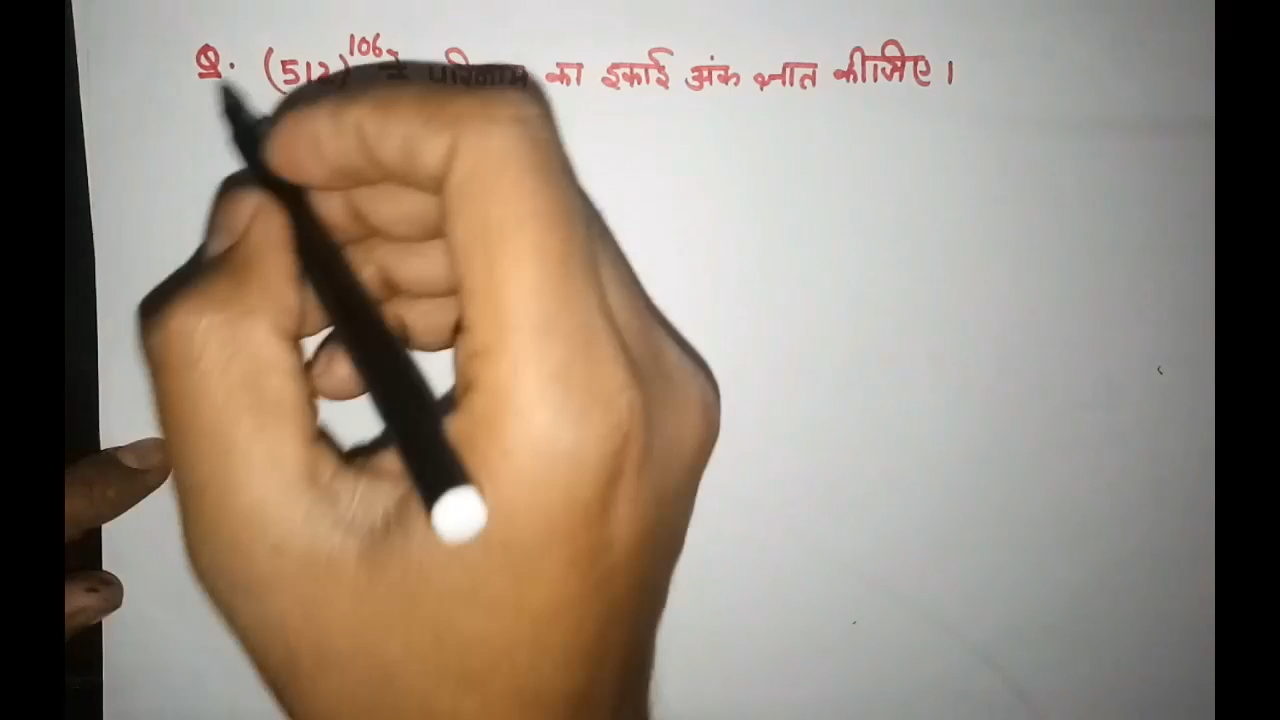 Q. (512)¹⁰⁶ के परिणाम का इकाई अंक ज्ञात कीजिए।